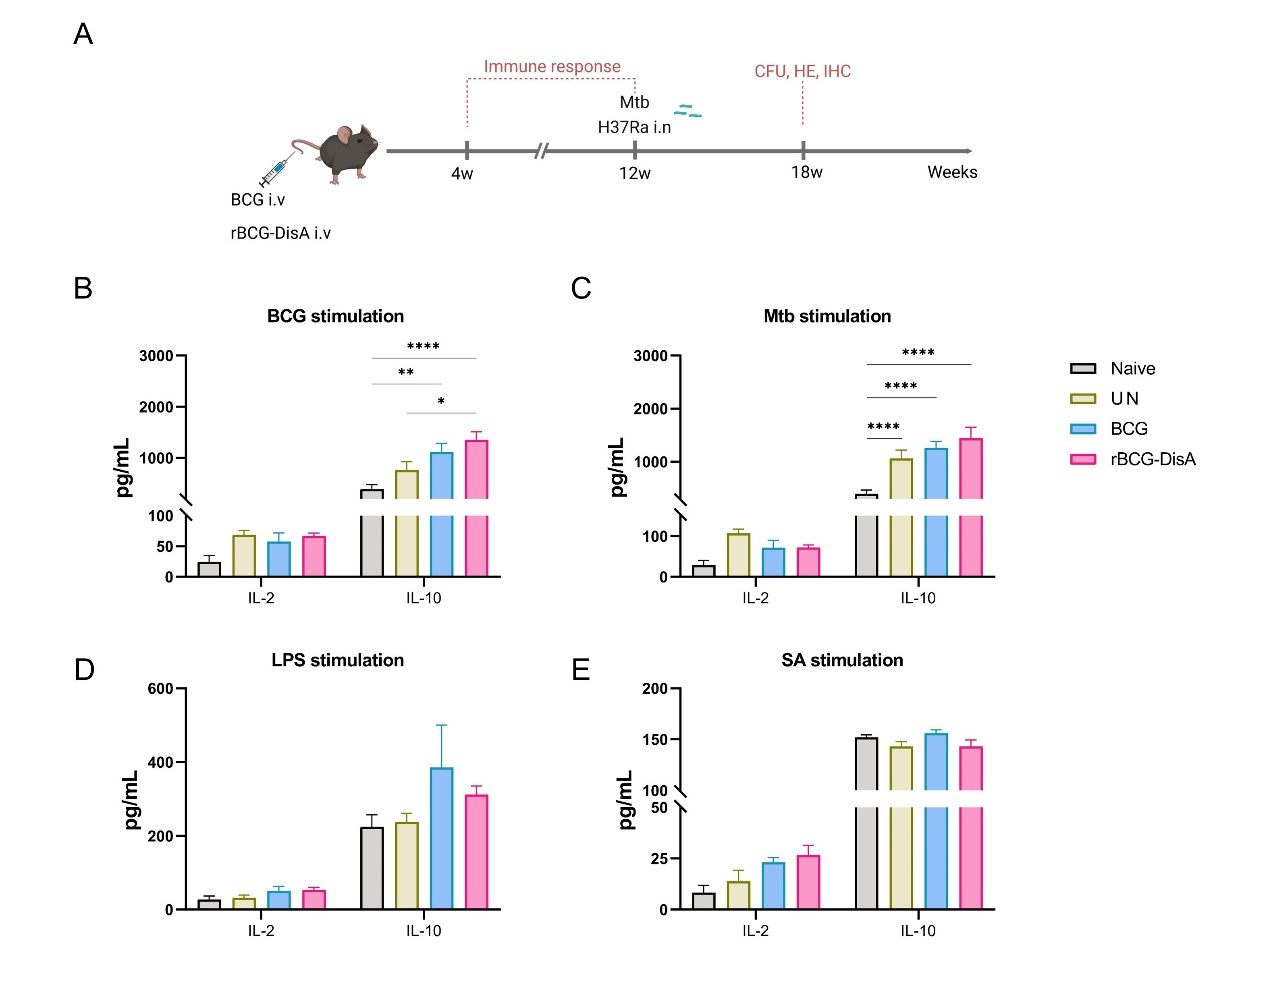 A
Immune response
CFU, HE, IHC
Mtb
H37Ra i.n
4w
12w
18w
Weeks
BCG i.v
rBCG-DisA i.v
B
BCG stimulation
****
**
*
3000
2000
1000
100
50
0
pg/mL
IL-2
IL-10
C
Mtb stimulation
****
****
****
3000
2000
1000
100
0
pg/mL
IL-2
IL-10
Naive
UN
BCG
rBCG-DisA
D
LPS stimulation
600
400
200
0
pg/mL
IL-2
IL-10
E
SA stimulation
200
150
100
50
25
0
pg/mL
IL-2
IL-10